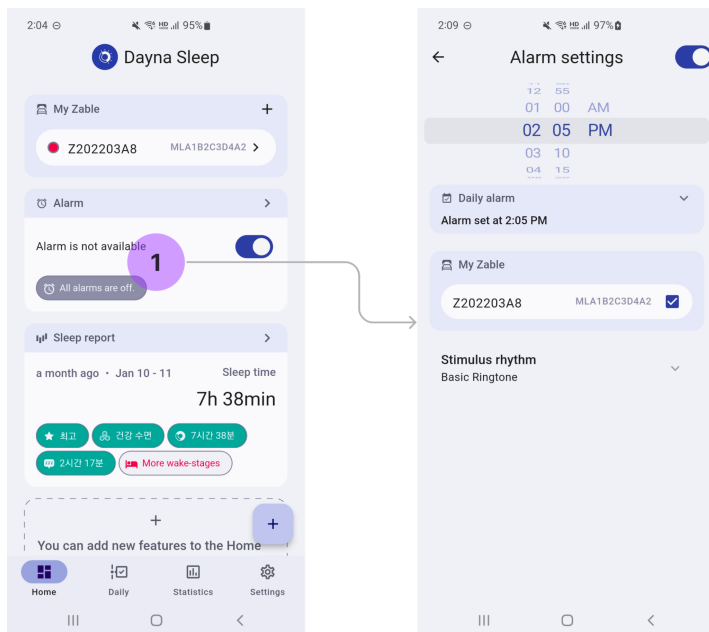 2:04
HD
95%
Dayna Sleep
My Zable
+
Z202203A8 MLA1B2C3D4A2
Alarm
Alarm is not available
1
All alarms are off.
Sleep report
a month ago • Jan 10 - 11 Sleep time
7h 38min
최고 건강 수면 7시간 38분
2시간 17분 More wake-stages
+
+
You can add new features to the Home
Home Daily Statistics Settings
2:09
HD
97%
Alarm settings
12 55
01 00 AM
02 05 PM
03 10
04 15
Daily alarm
Alarm set at 2:05 PM
My Zable
Z202203A8 MLA1B2C3D4A2
Stimulus rhythm
Basic Ringtone